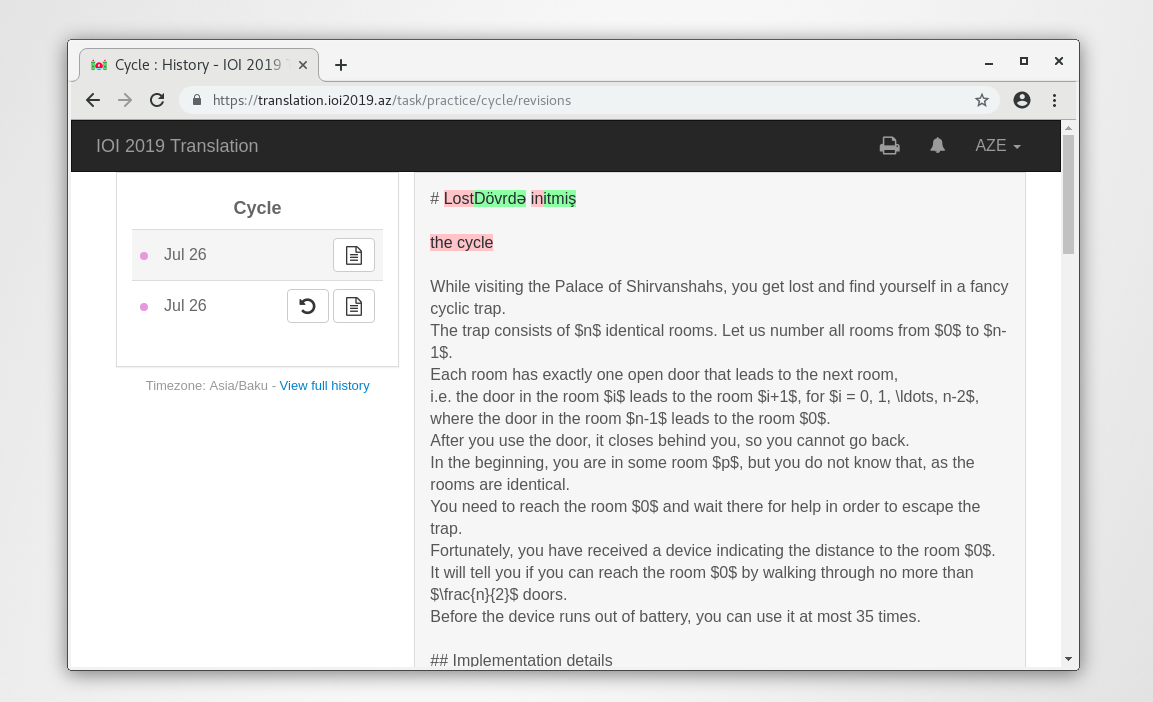 Cycle : History - IOI 2019
https://translation.ioi2019.az/task/practice/cycle/revisions
IOI 2019 Translation
AZE
Cycle
Jul 26
Jul 26
Timezone: Asia/Baku - View full history
# LostDövrdə initmiş
the cycle
While visiting the Palace of Shirvanshahs, you get lost and find yourself in a fancy
cyclic trap.
The trap consists of $n$ identical rooms. Let us number all rooms from $0$ to $n-
1$.
Each room has exactly one open door that leads to the next room,
i.e. the door in the room $i$ leads to the room $i+1$, for $i = 0, 1, \ldots, n-2$,
where the door in the room $n-1$ leads to the room $0$.
After you use the door, it closes behind you, so you cannot go back.
In the beginning, you are in some room $p$, but you do not know that, as the
rooms are identical.
You need to reach the room $0$ and wait there for help in order to escape the
trap.
Fortunately, you have received a device indicating the distance to the room $0$.
It will tell you if you can reach the room $0$ by walking through no more than
$\frac{n}{2}$ doors.
Before the device runs out of battery, you can use it at most 35 times.
## Implementation details